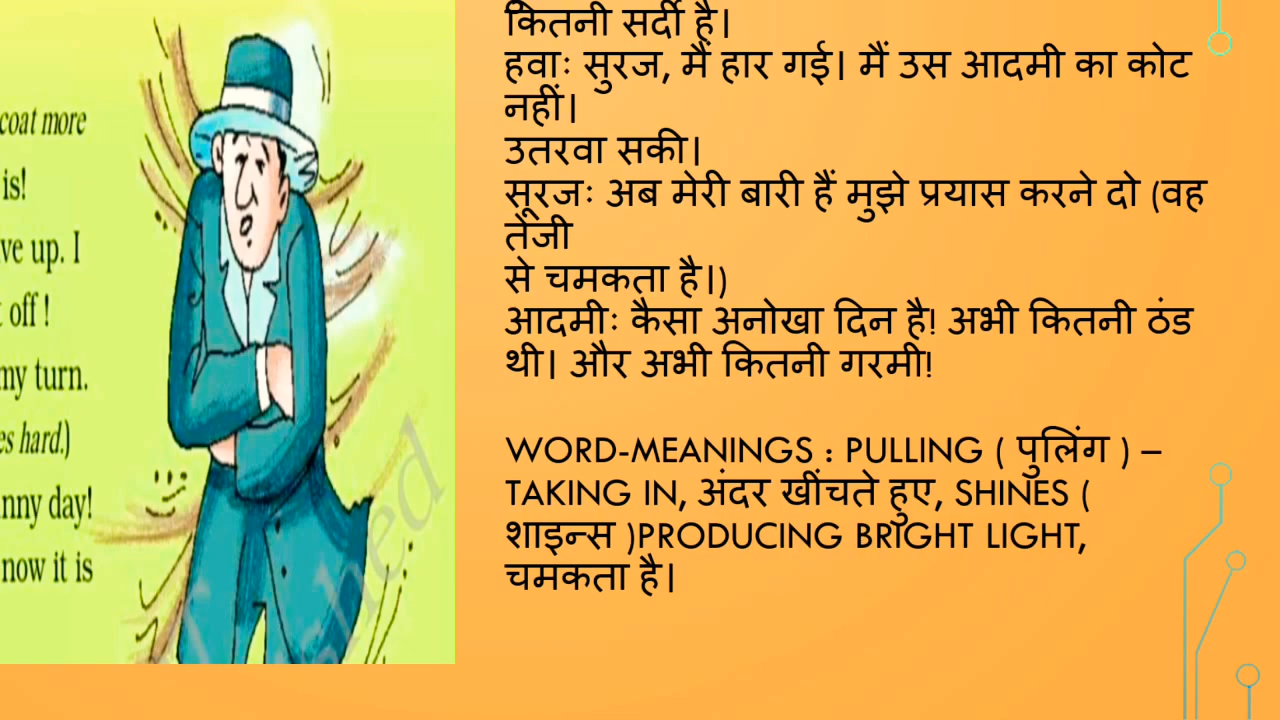 coat more
is!
ve up. I
t off !
my turn.
es hard.)
nny day!
now it is
कितनी सर्दी है।
हवाः सुरज, मैं हार गई। मैं उस आदमी का कोट
नहीं।
उतरवा सकी।
सूरजः अब मेरी बारी हैं मुझे प्रयास करने दो (वह
तेजी
से चमकता है।)
आदमीः कैसा अनोखा दिन है! अभी कितनी ठंड
थी। और अभी कितनी गरमी!
WORD-MEANINGS : PULLING ( पुलिंग ) –
TAKING IN, अंदर खींचते हुए, SHINES (
शाइन्स )PRODUCING BRIGHT LIGHT,
चमकता है।